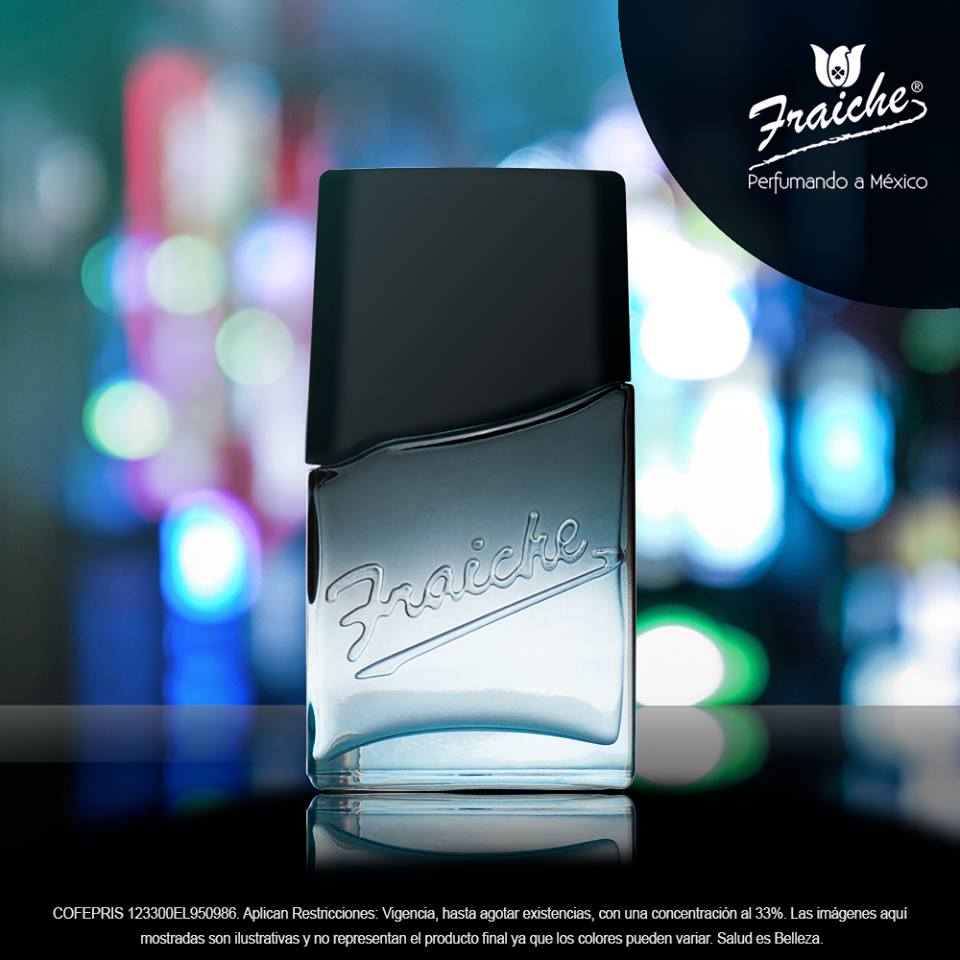 Fraiche®
Perfumando a México
Fraiche
COFEPRIS 123300EL950986. Aplican Restricciones: Vigencia, hasta agotar existencias, con una concentración al 33%. Las imágenes aquí
mostradas son ilustrativas y no representan el producto final ya que los colores pueden variar. Salud es Belleza.